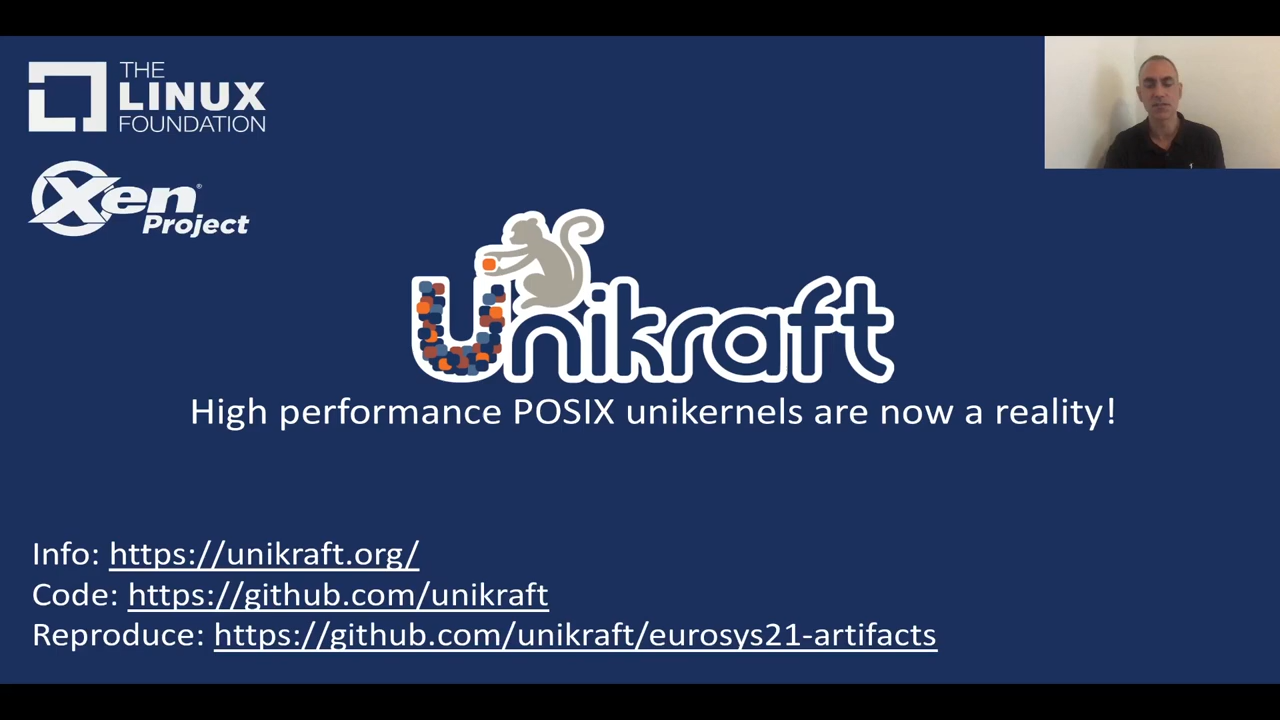 THE
LINUX
FOUNDATION
Xen®
Project
Unikraft
High performance POSIX unikernels are now a reality!
Info: https://unikraft.org/
Code: https://github.com/unikraft
Reproduce: https://github.com/unikraft/eurosys21-artifacts